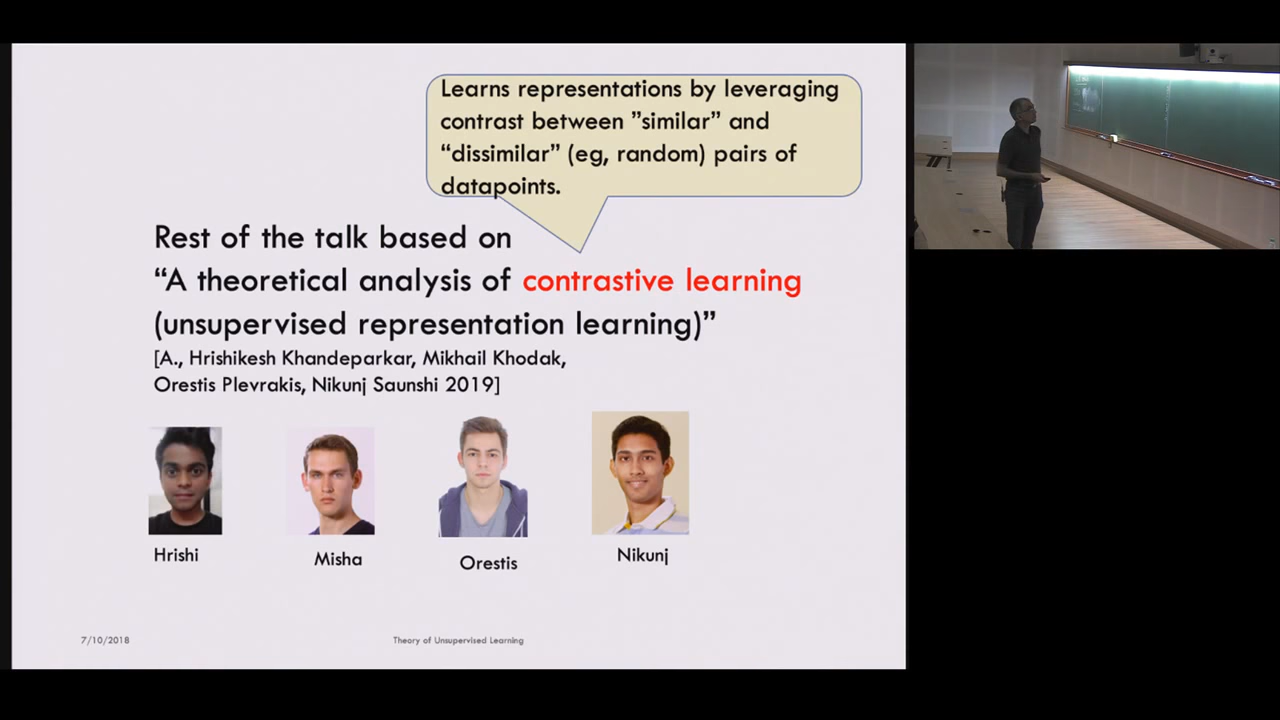 Learns representations by leveraging
contrast between ”similar” and
“dissimilar” (eg, random) pairs of
datapoints.
Rest of the talk based on
“A theoretical analysis of contrastive learning
(unsupervised representation learning)”
[A., Hrishikesh Khandeparkar, Mikhail Khodak,
Orestis Plevrakis, Nikunj Saunshi 2019]
Hrishi
Misha
Orestis
Nikunj
7/10/2018
Theory of Unsupervised Learning